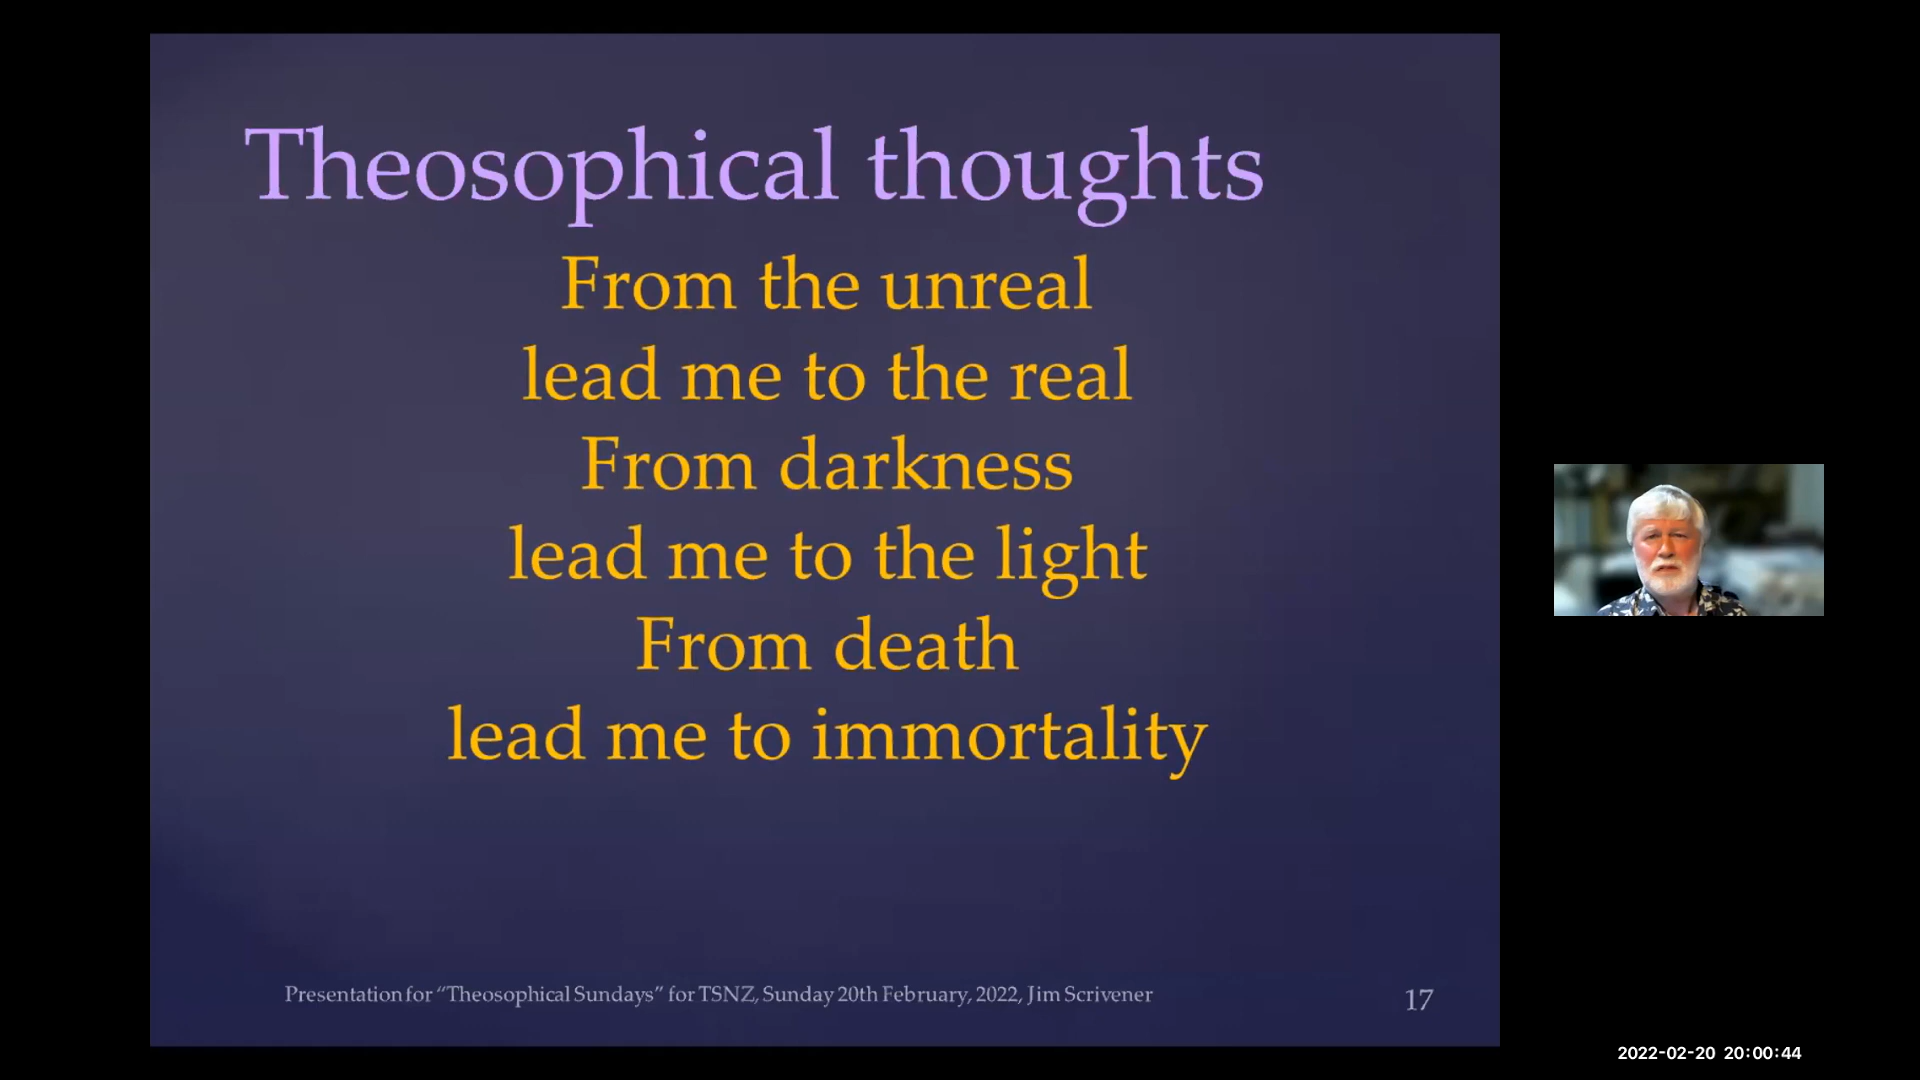 Theosophical thoughts
From the unreal
lead me to the real
From darkness
lead me to the light
From death
lead me to immortality
Presentation for “Theosophical Sundays” for TSNZ, Sunday 20th February, 2022, Jim Scrivener
17
2022-02-20 20:00:44